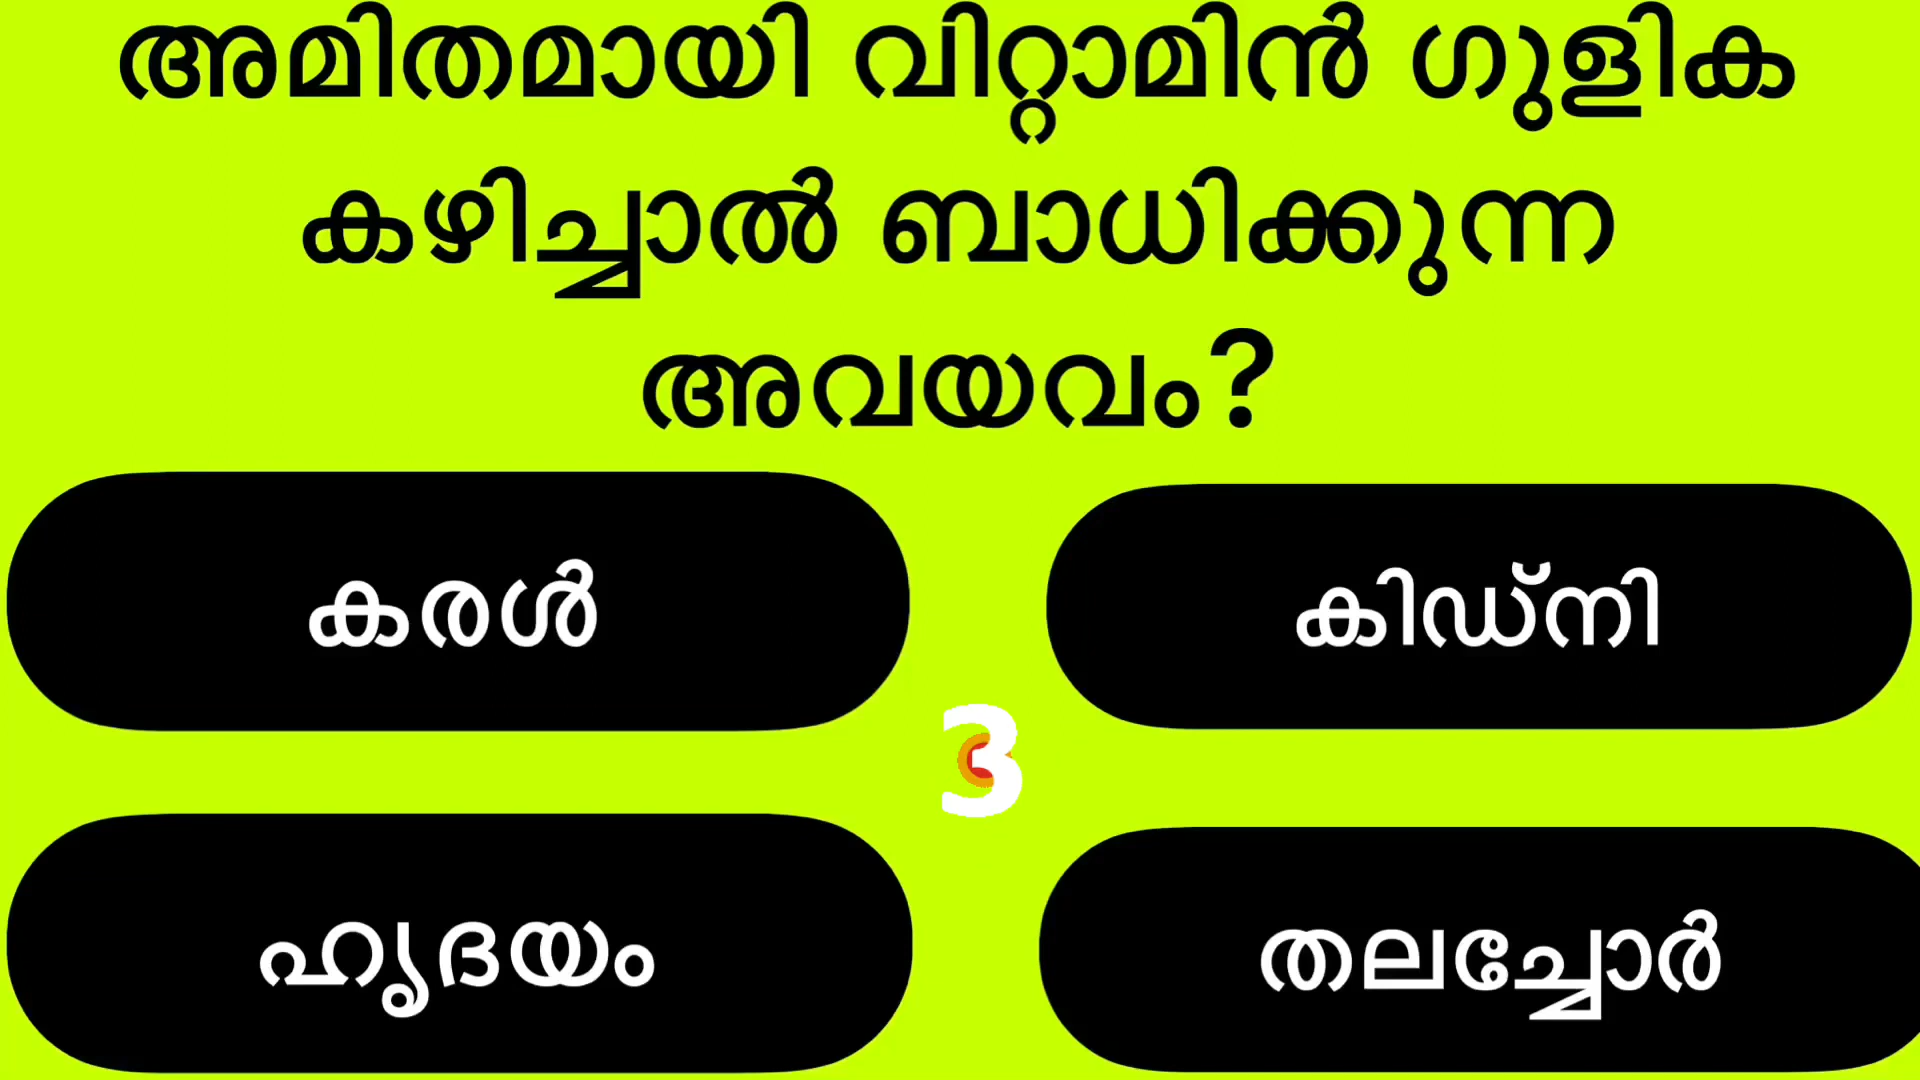 അമിതമായി വിറ്റാമിൻ ഗുളിക
കഴിച്ചാൽ ബാധിക്കുന്ന
അവയവം?
കരൾ
കിഡ്നി
3
ഹൃദയം
തലച്ചോർ